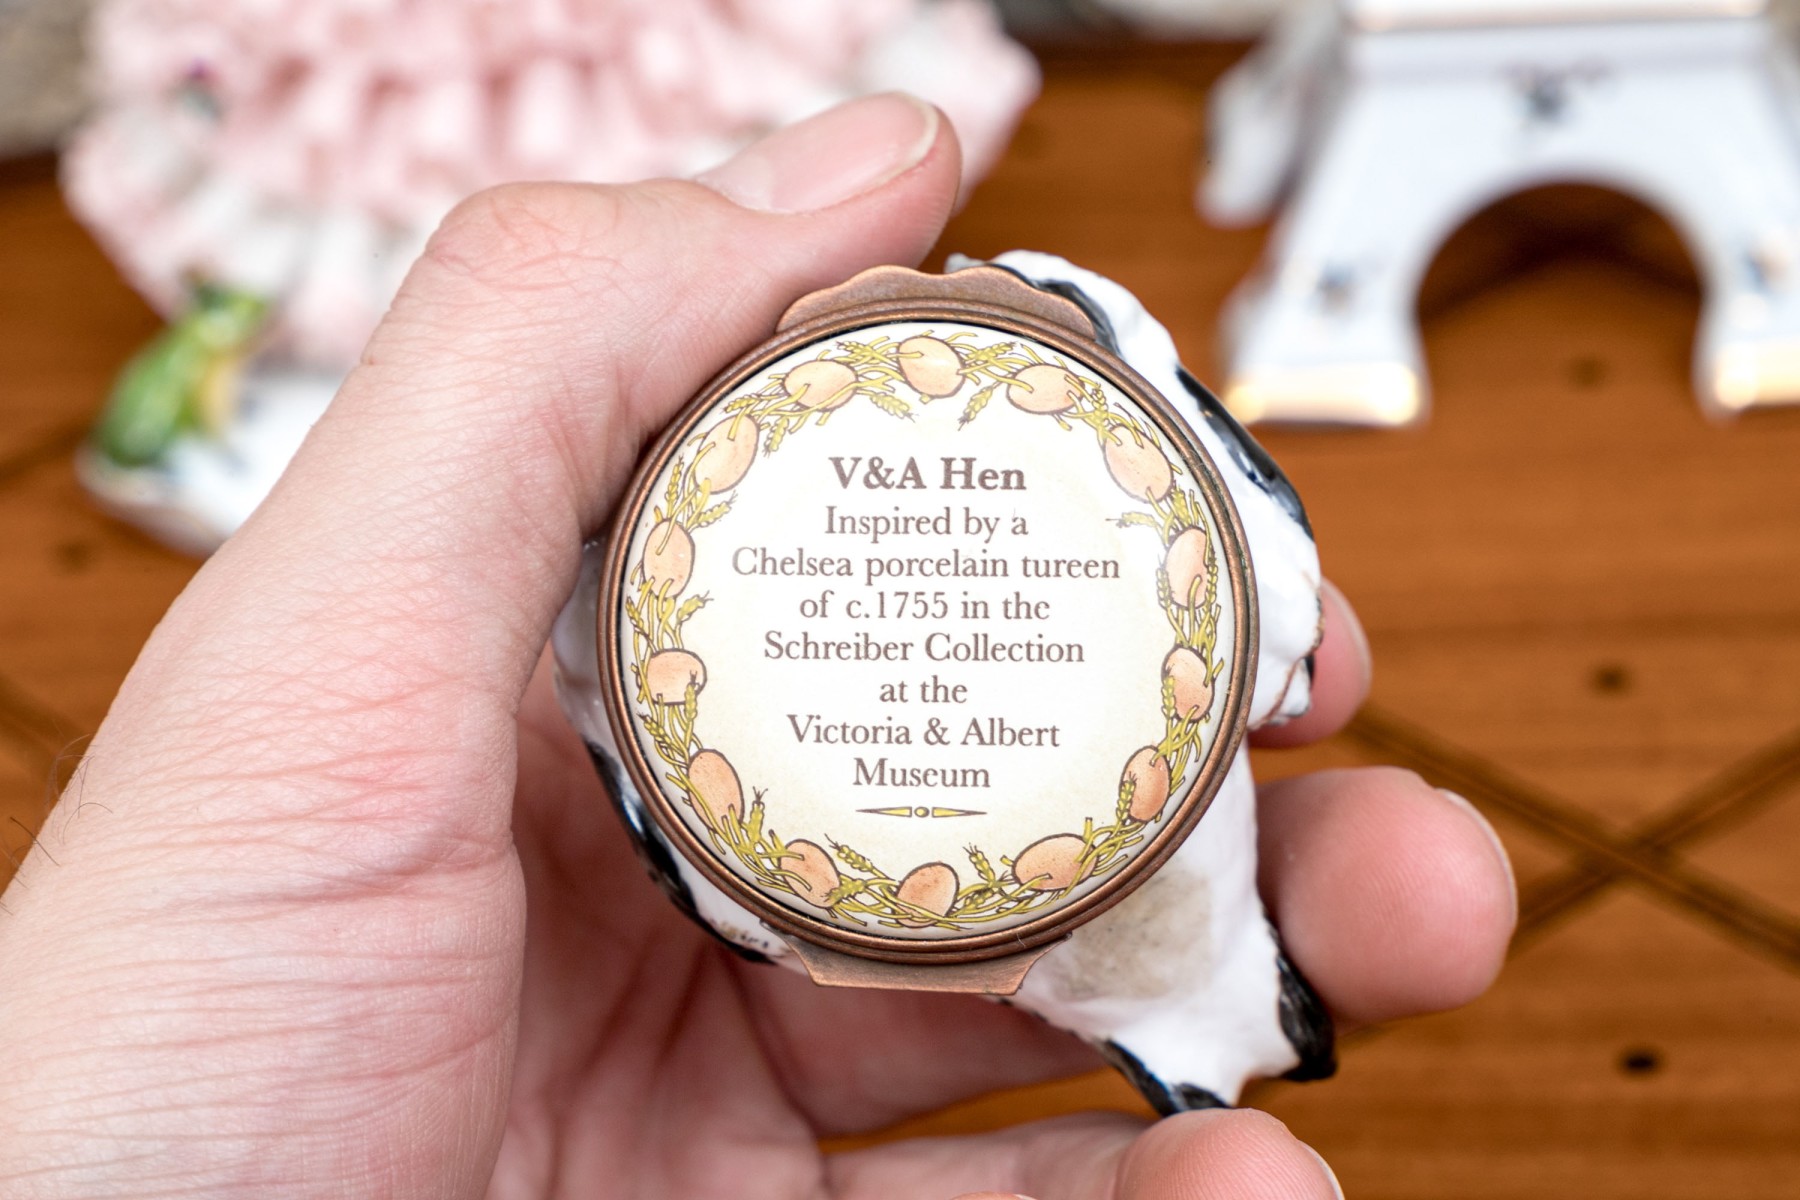 V&A Hen
Inspired by a
Chelsea porcelain tureen
of c.1755 in the
Schreiber Collection
at the
Victoria & Albert
Museum